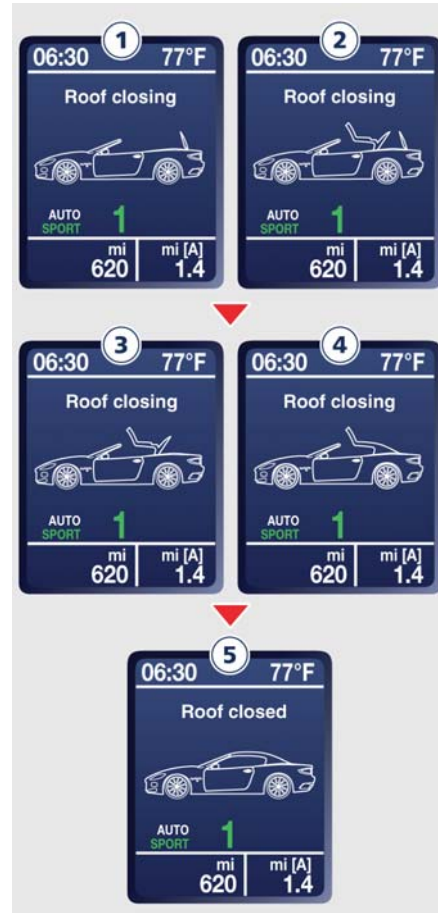 1
06:30 77°F
Roof closing
AUTO
SPORT 1
mi mi [A]
620 1.4
2
06:30 77°F
Roof closing
AUTO
SPORT 1
mi mi [A]
620 1.4
3
06:30 77°F
Roof closing
AUTO
SPORT 1
mi mi [A]
620 1.4
4
06:30 77°F
Roof closing
AUTO
SPORT 1
mi mi [A]
620 1.4
5
06:30 77°F
Roof closed
AUTO
SPORT 1
mi mi [A]
620 1.4